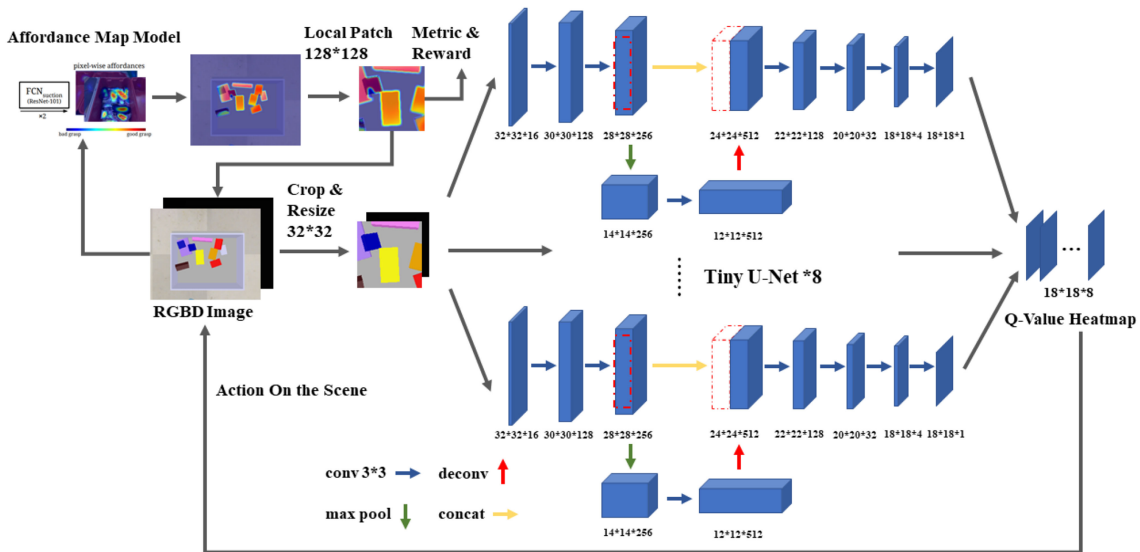 Affordance Map Model
pixel-wise affordances
FCN suction
(ResNet-101)
×2
bad grasp
good grasp
Local Patch
128*128
Metric &
Reward
RGBD Image
Crop &
Resize
32*32
Action On the Scene
32*32*16
30*30*128
28*28*256
24*24*512
22*22*128
20*20*32
18*18*4
18*18*1
14*14*256
12*12*512
Tiny U-Net *8
...
18*18*8
Q-Value Heatmap
32*32*16
30*30*128
28*28*256
24*24*512
22*22*128
20*20*32
18*18*4
18*18*1
14*14*256
12*12*512
conv 3*3
deconv
max pool
concat